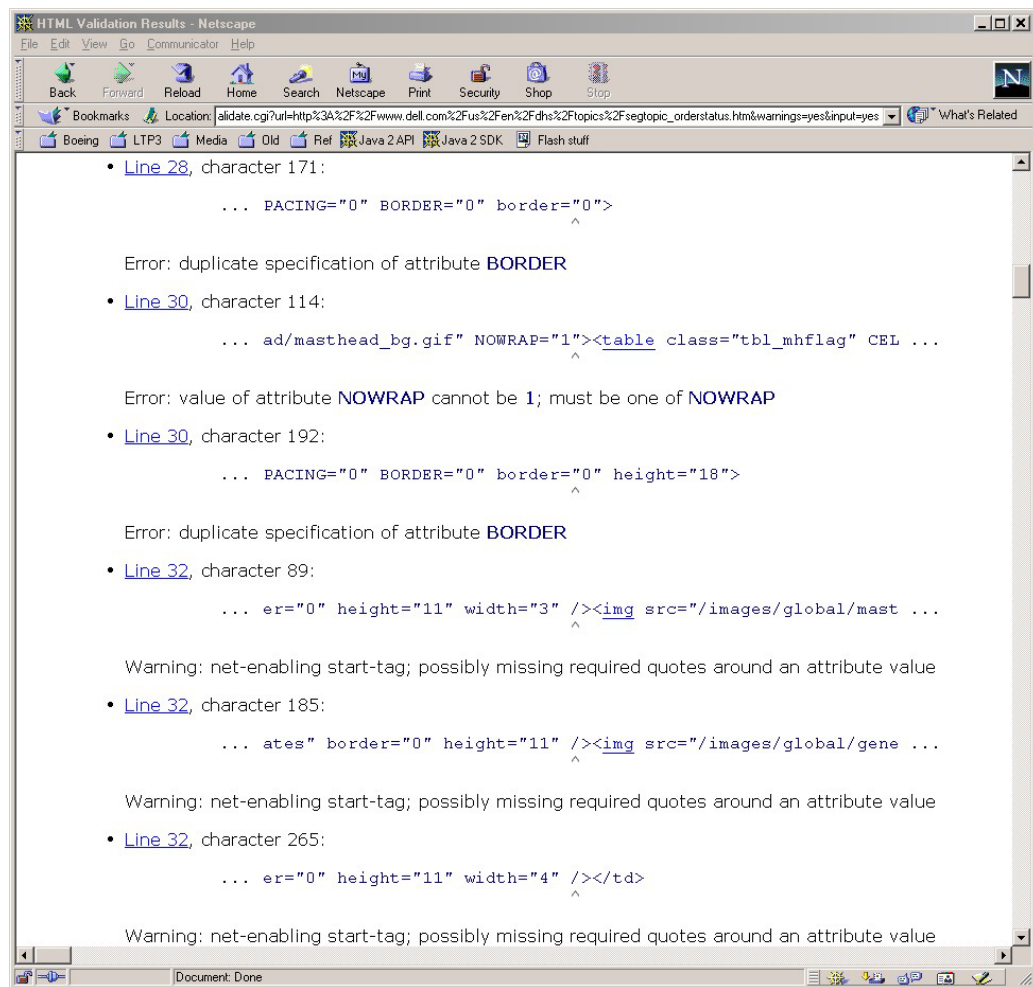 HTML Validation Results - Netscape
File Edit View Go Communicator Help
Back Forward Reload Home Search Netscape Print Security Shop Stop
Bookmarks Location: alidate.cgi?url=http%3A%2F%2Fwww.dell.com%2Fus%2Fen%2Fdhs%2Ftopics%2Fsegtopic_orderstatus.htm&warnings=yes&input=yes What's Related
Boeing LTP3 Media Old Ref Java 2 API Java 2 SDK Flash stuff
• Line 28, character 171:
... PACING="0" BORDER="0" border="0">
^
Error: duplicate specification of attribute BORDER
• Line 30, character 114:
... ad/masthead_bg.gif" NOWRAP="1"><table class="tbl_mhflag" CEL ...
^
Error: value of attribute NOWRAP cannot be 1; must be one of NOWRAP
• Line 30, character 192:
... PACING="0" BORDER="0" border="0" height="18">
^
Error: duplicate specification of attribute BORDER
• Line 32, character 89:
... er="0" height="11" width="3" /><img src="/images/global/mast ...
^
Warning: net-enabling start-tag; possibly missing required quotes around an attribute value
• Line 32, character 185:
... ates" border="0" height="11" /><img src="/images/global/gene ...
^
Warning: net-enabling start-tag; possibly missing required quotes around an attribute value
• Line 32, character 265:
... er="0" height="11" width="4" /></td>
^
Warning: net-enabling start-tag; possibly missing required quotes around an attribute value
Document: Done